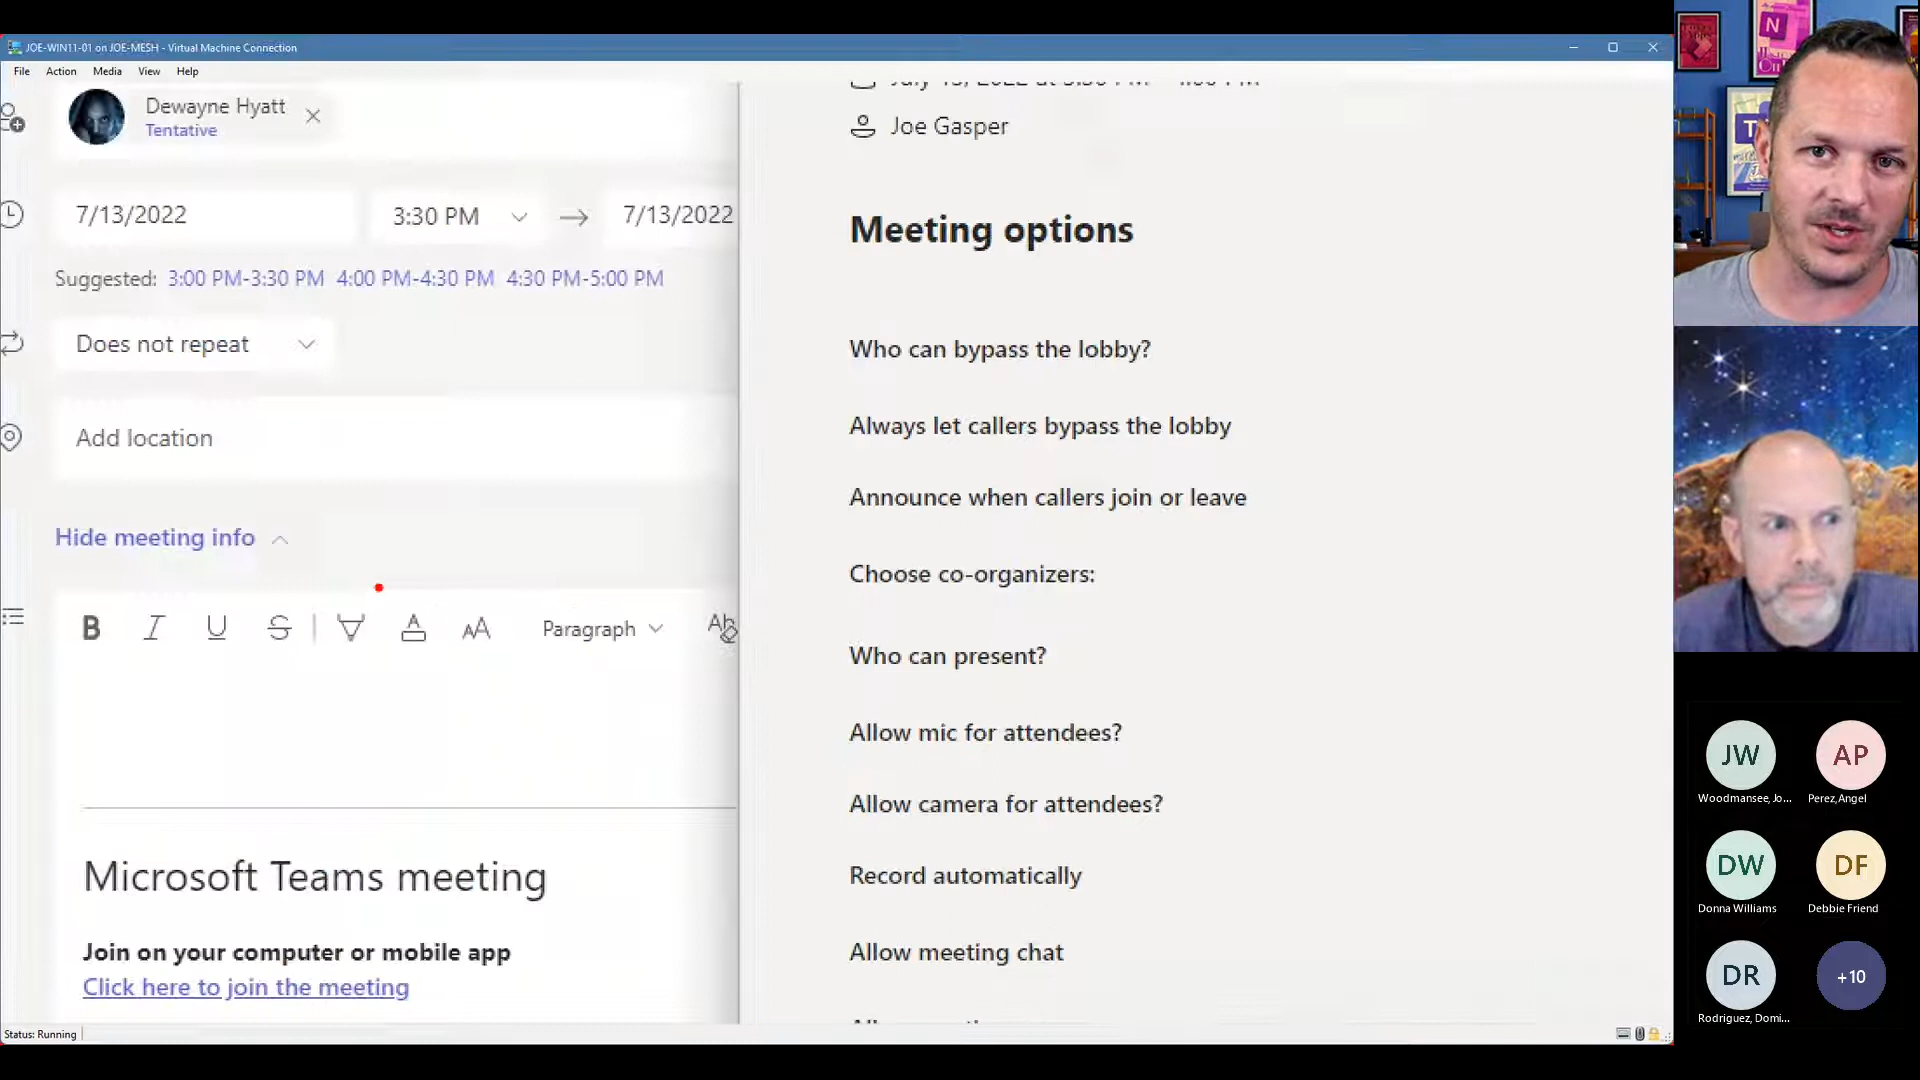 JOE-WIN11-01 on JOE-MESH - Virtual Machine Connection
File Action Media View Help
Dewayne Hyatt
Tentative
7/13/2022 3:30 PM → 7/13/2022
Suggested: 3:00 PM-3:30 PM 4:00 PM-4:30 PM 4:30 PM-5:00 PM
Does not repeat
Add location
Hide meeting info
B I U S A AA Paragraph Ab
Microsoft Teams meeting
Join on your computer or mobile app
Click here to join the meeting
Joe Gasper
Meeting options
Who can bypass the lobby?
Always let callers bypass the lobby
Announce when callers join or leave
Choose co-organizers:
Who can present?
Allow mic for attendees?
Allow camera for attendees?
Record automatically
Allow meeting chat
Status: Running
N
JW
Woodmansee, Jo...
AP
Perez,Angel
DW
Donna Williams
DF
Debbie Friend
DR
Rodriguez, Domi...
+10